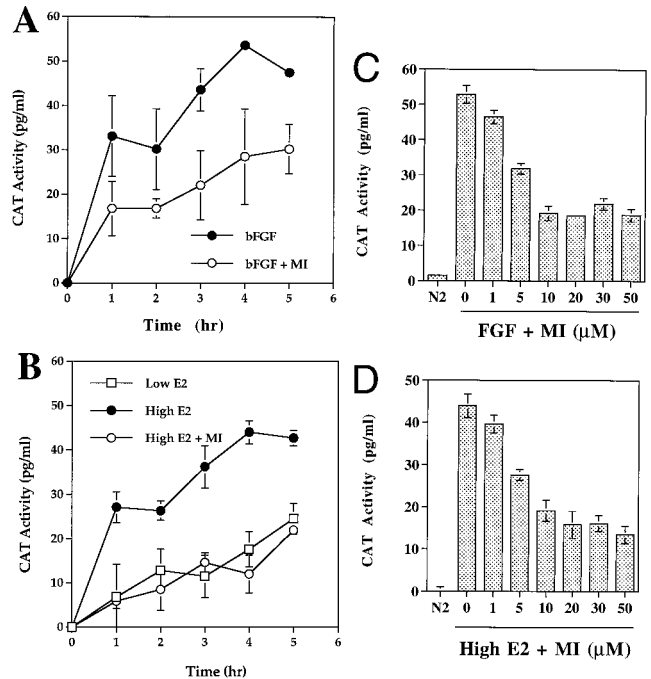 A
60
50
40
30
20
10
0
CAT Activity (pg/ml)
bFGF
bFGF + MI
0 1 2 3 4 5 6
Time (hr)
C
60
50
40
30
20
10
0
CAT Activity (pg/ml)
N2 0 1 5 10 20 30 50
FGF + MI (μM)
B
60
50
40
30
20
10
0
CAT Activity (pg/ml)
Low E2
High E2
High E2 + MI
0 1 2 3 4 5 6
Time (hr)
D
50
40
30
20
10
0
CAT Activity (pg/ml)
N2 0 1 5 10 20 30 50
High E2 + MI (μM)